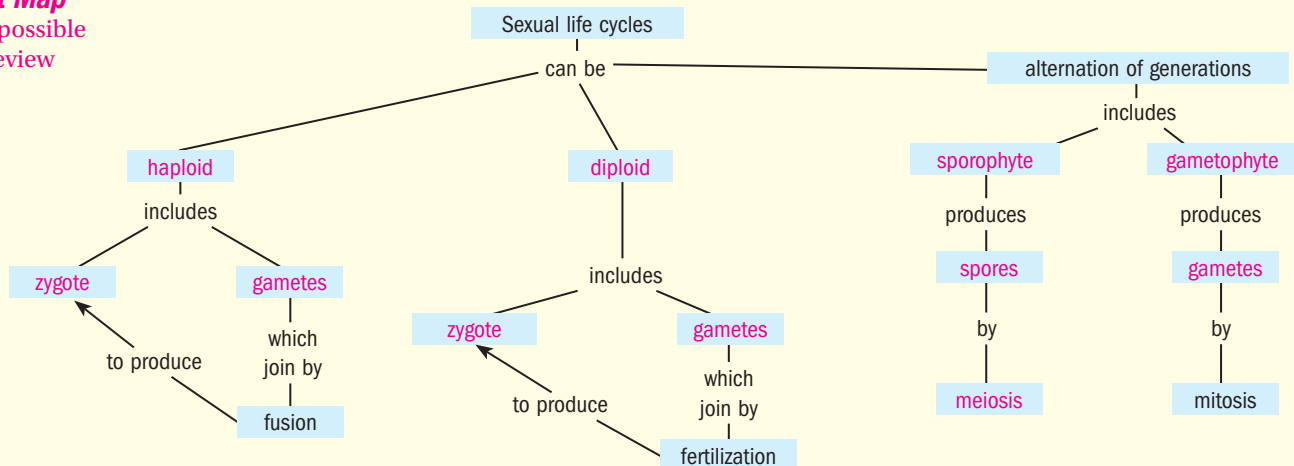 t Map
possible
eview
Sexual life cycles
can be
alternation of generations
includes
haploid
diploid
sporophyte
gametophyte
includes
produces
produces
zygote
gametes
includes
spores
gametes
which
join by
to produce
zygote
gametes
by
by
which
join by
to produce
meiosis
mitosis
fusion
fertilization